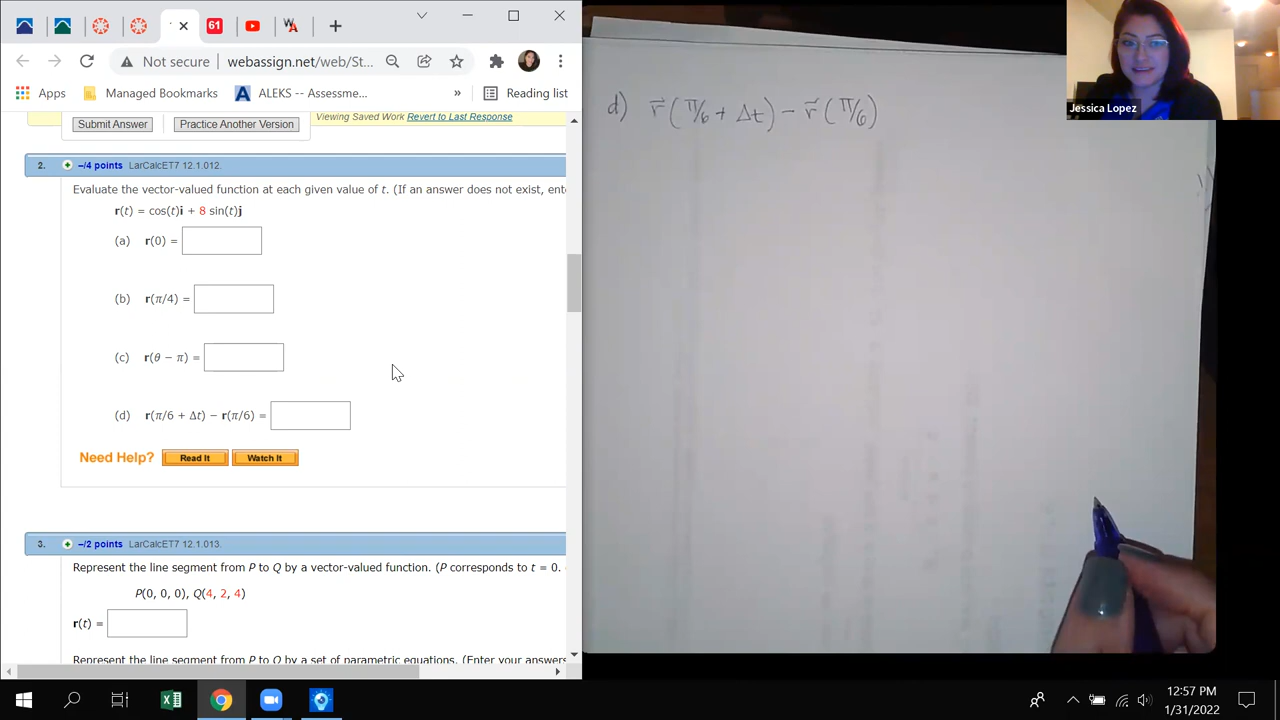 61
Not secure
webassign.net/web/St...
Apps
Managed Bookmarks
ALEKS -- Assessme...
»
Reading list
Submit Answer
Practice Another Version
Viewing Saved Work Revert to Last Response
2.
–/4 points
LarCalcET7 12.1.012.
Evaluate the vector-valued function at each given value of t. (If an answer does not exist, ent
r(t) = cos(t)i + 8 sin(t)j
(a) r(0) =
(b) r(π/4) =
(c) r(θ − π) =
(d) r(π/6 + Δt) − r(π/6) =
Need Help?
Read It
Watch It
3.
–/2 points
LarCalcET7 12.1.013.
Represent the line segment from P to Q by a vector-valued function. (P corresponds to t = 0.
P(0, 0, 0), Q(4, 2, 4)
r(t) =
Represent the line segment from P to Q by a set of parametric equations. (Enter your answers
d) r⃗(π/6 + Δt) − r⃗(π/6)
Jessica Lopez
12:57 PM
1/31/2022